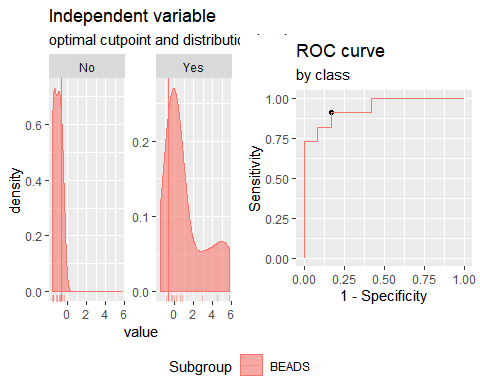 Independent variable
optimal cutpoint and distributio
No
Yes
density
0.6
0.4
0.2
0.0
0.2
0.1
0.0
0 2 4 6
0 2 4 6
value
ROC curve
by class
Sensitivity
1.00
0.75
0.50
0.25
0.00
0.00 0.25 0.50 0.75 1.00
1 - Specificity
Subgroup
BEADS